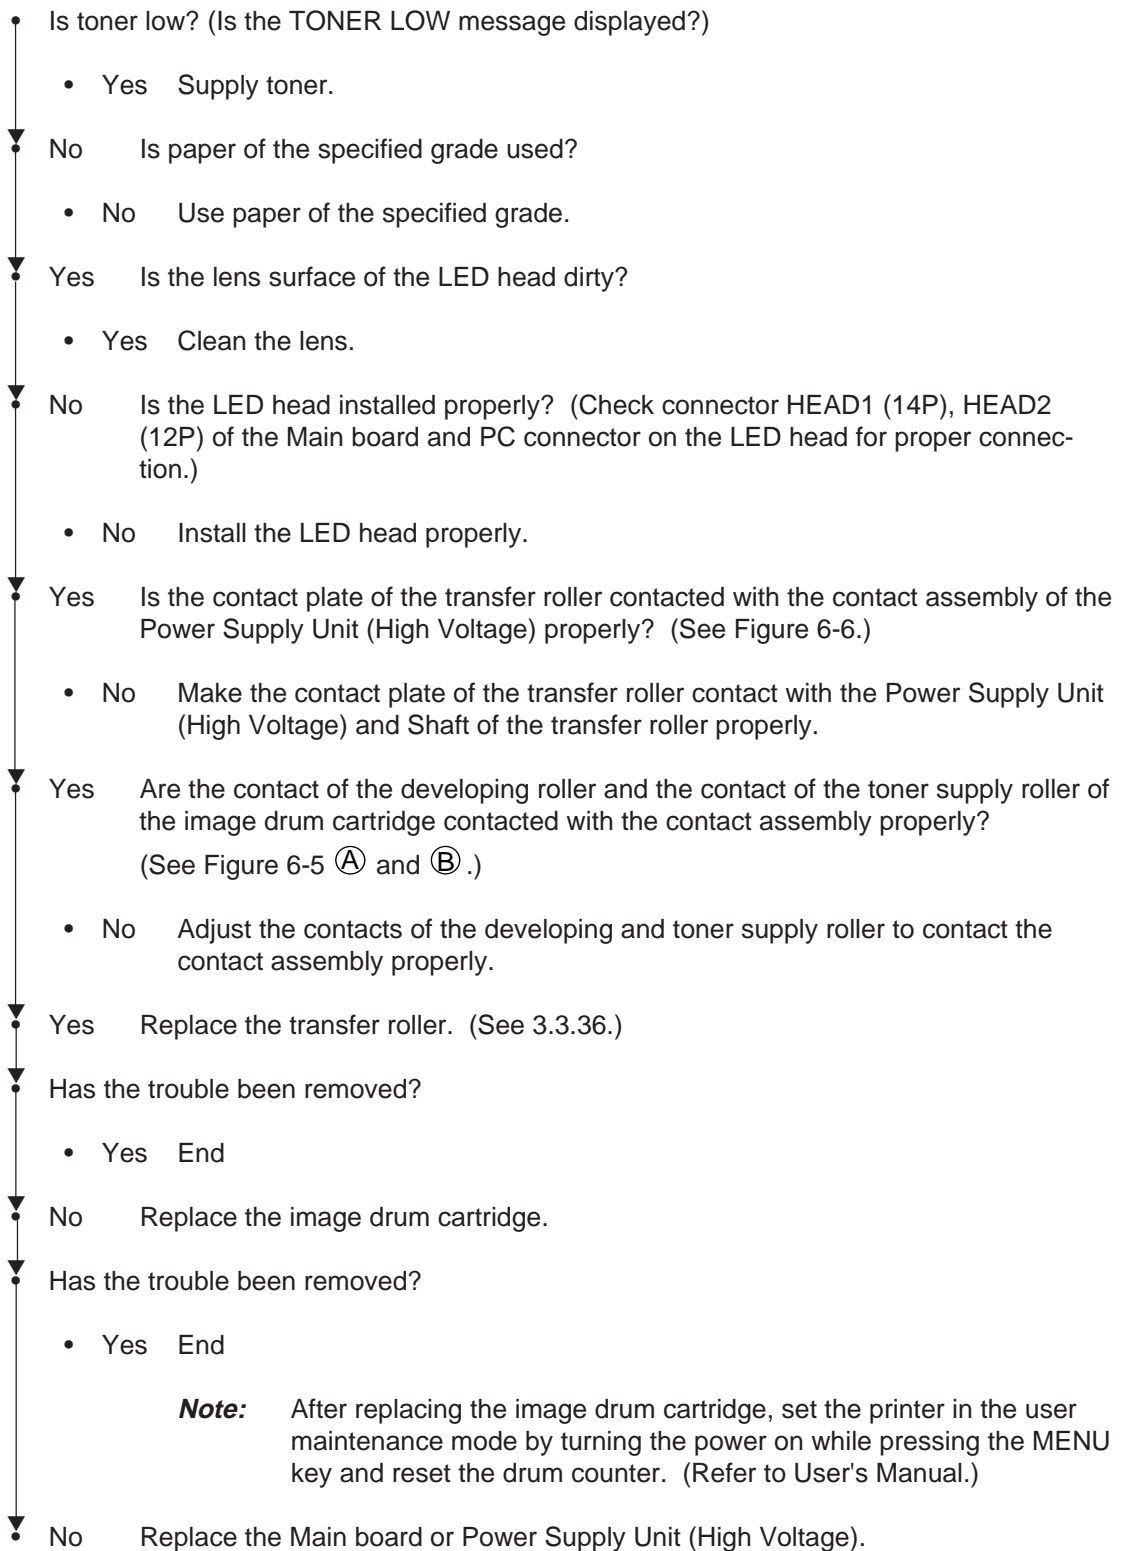 Is toner low? (Is the TONER LOW message displayed?)
• Yes Supply toner.
No Is paper of the specified grade used?
• No Use paper of the specified grade.
Yes Is the lens surface of the LED head dirty?
• Yes Clean the lens.
No Is the LED head installed properly? (Check connector HEAD1 (14P), HEAD2
(12P) of the Main board and PC connector on the LED head for proper connec-
tion.)
• No Install the LED head properly.
Yes Is the contact plate of the transfer roller contacted with the contact assembly of the
Power Supply Unit (High Voltage) properly? (See Figure 6-6.)
• No Make the contact plate of the transfer roller contact with the Power Supply Unit
(High Voltage) and Shaft of the transfer roller properly.
Yes Are the contact of the developing roller and the contact of the toner supply roller of
the image drum cartridge contacted with the contact assembly properly?
(See Figure 6-5 Ⓐ and Ⓑ.)
• No Adjust the contacts of the developing and toner supply roller to contact the
contact assembly properly.
Yes Replace the transfer roller. (See 3.3.36.)
Has the trouble been removed?
• Yes End
No Replace the image drum cartridge.
Has the trouble been removed?
• Yes End
Note: After replacing the image drum cartridge, set the printer in the user
maintenance mode by turning the power on while pressing the MENU
key and reset the drum counter. (Refer to User's Manual.)
No Replace the Main board or Power Supply Unit (High Voltage).